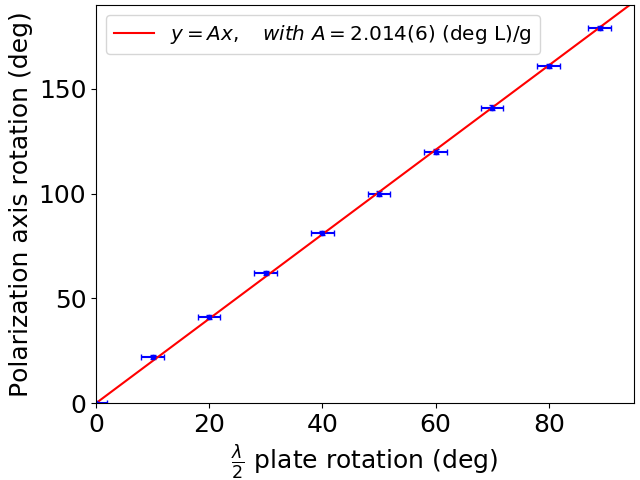 y = Ax, with A = 2.014(6) (deg L)/g
Polarization axis rotation (deg)
150
100
50
0
0 20 40 60 80
λ/2 plate rotation (deg)